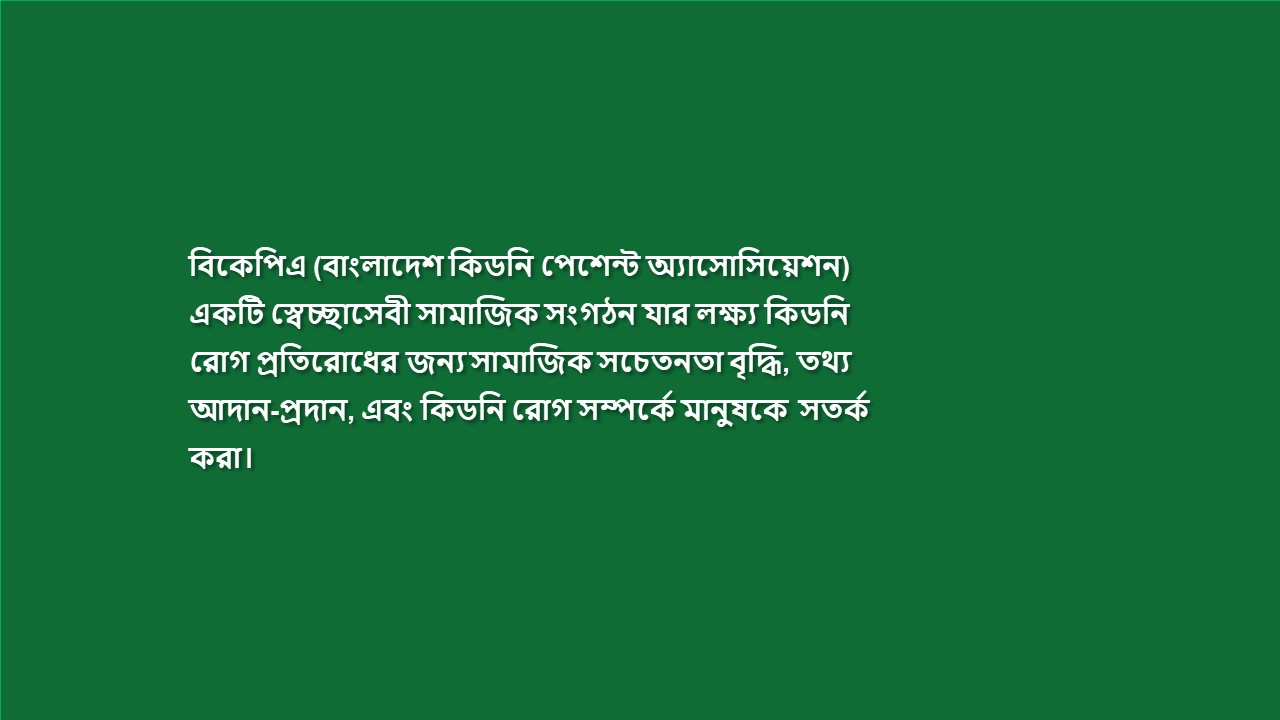 বিকেপিএ (বাংলাদেশ কিডনি পেশেন্ট অ্যাসোসিয়েশন)
একটি স্বেচ্ছাসেবী সামাজিক সংগঠন যার লক্ষ্য কিডনি
রোগ প্রতিরোধের জন্য সামাজিক সচেতনতা বৃদ্ধি, তথ্য
আদান-প্রদান, এবং কিডনি রোগ সম্পর্কে মানুষকে সতর্ক
করা।